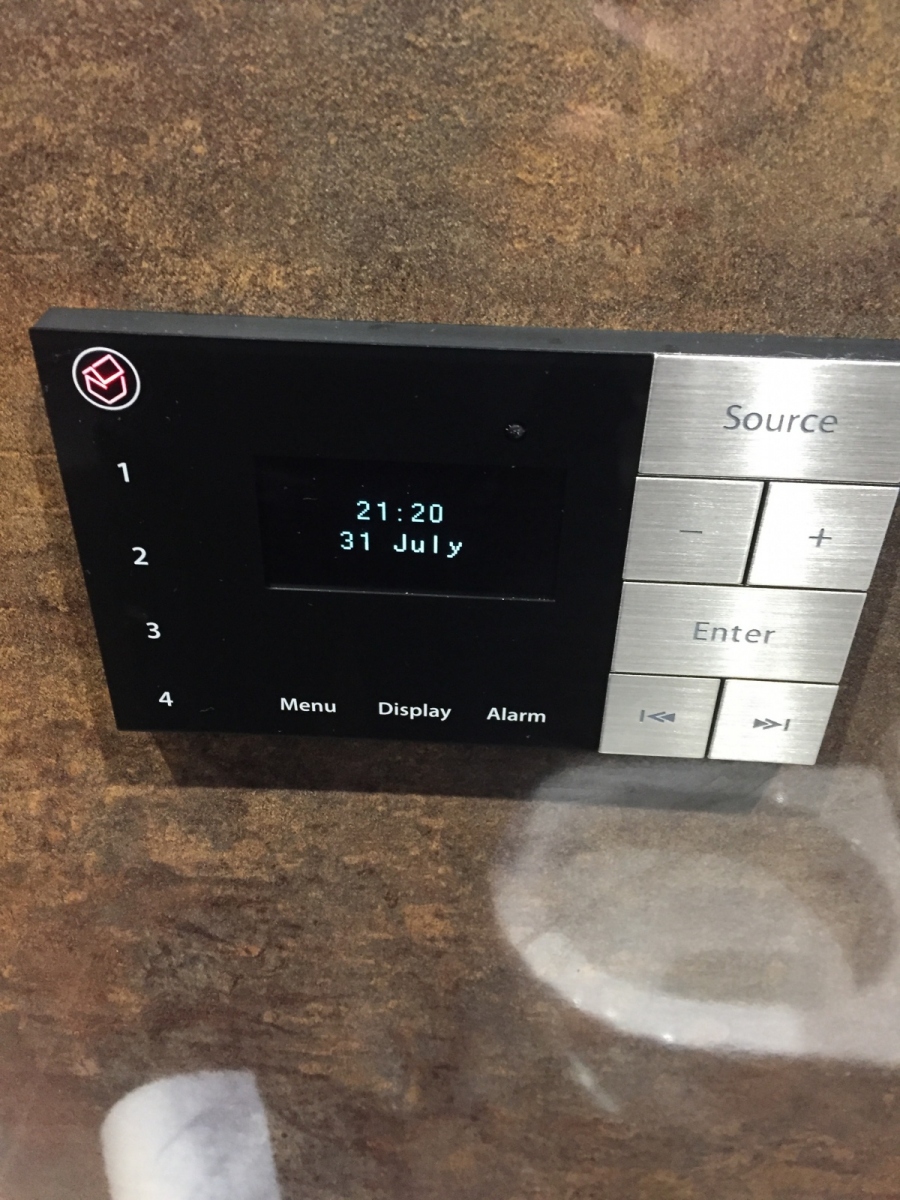 21:20
31 July
1
2
3
4
Menu Display Alarm
Source
- +
Enter